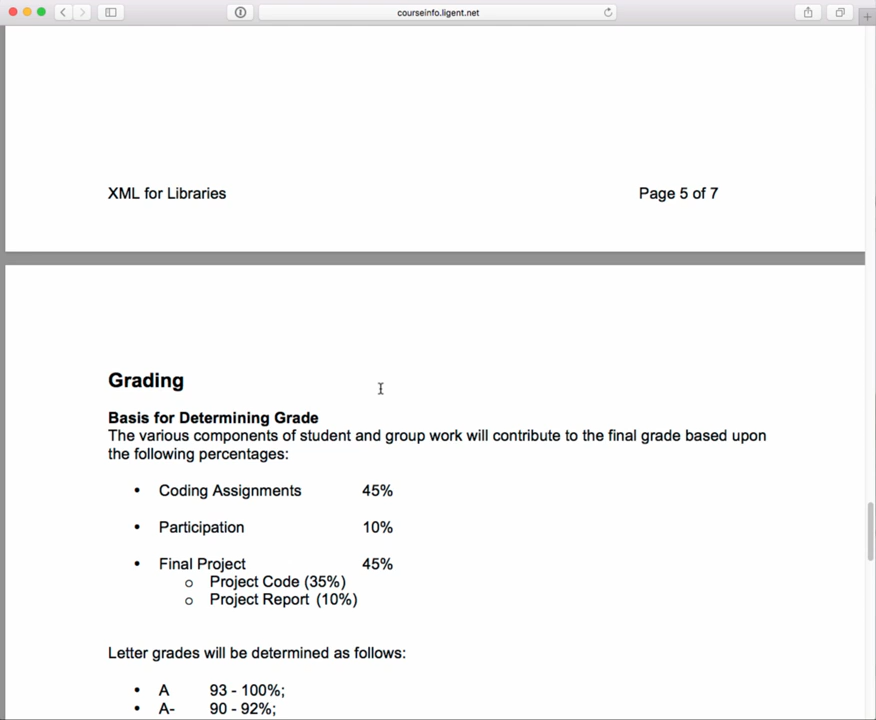 courseinfo.ligent.net
XML for Libraries Page 5 of 7
Grading
Basis for Determining Grade
The various components of student and group work will contribute to the final grade based upon
the following percentages:
• Coding Assignments 45%
• Participation 10%
• Final Project 45%
o Project Code (35%)
o Project Report (10%)
Letter grades will be determined as follows:
• A 93 - 100%;
• A- 90 - 92%;